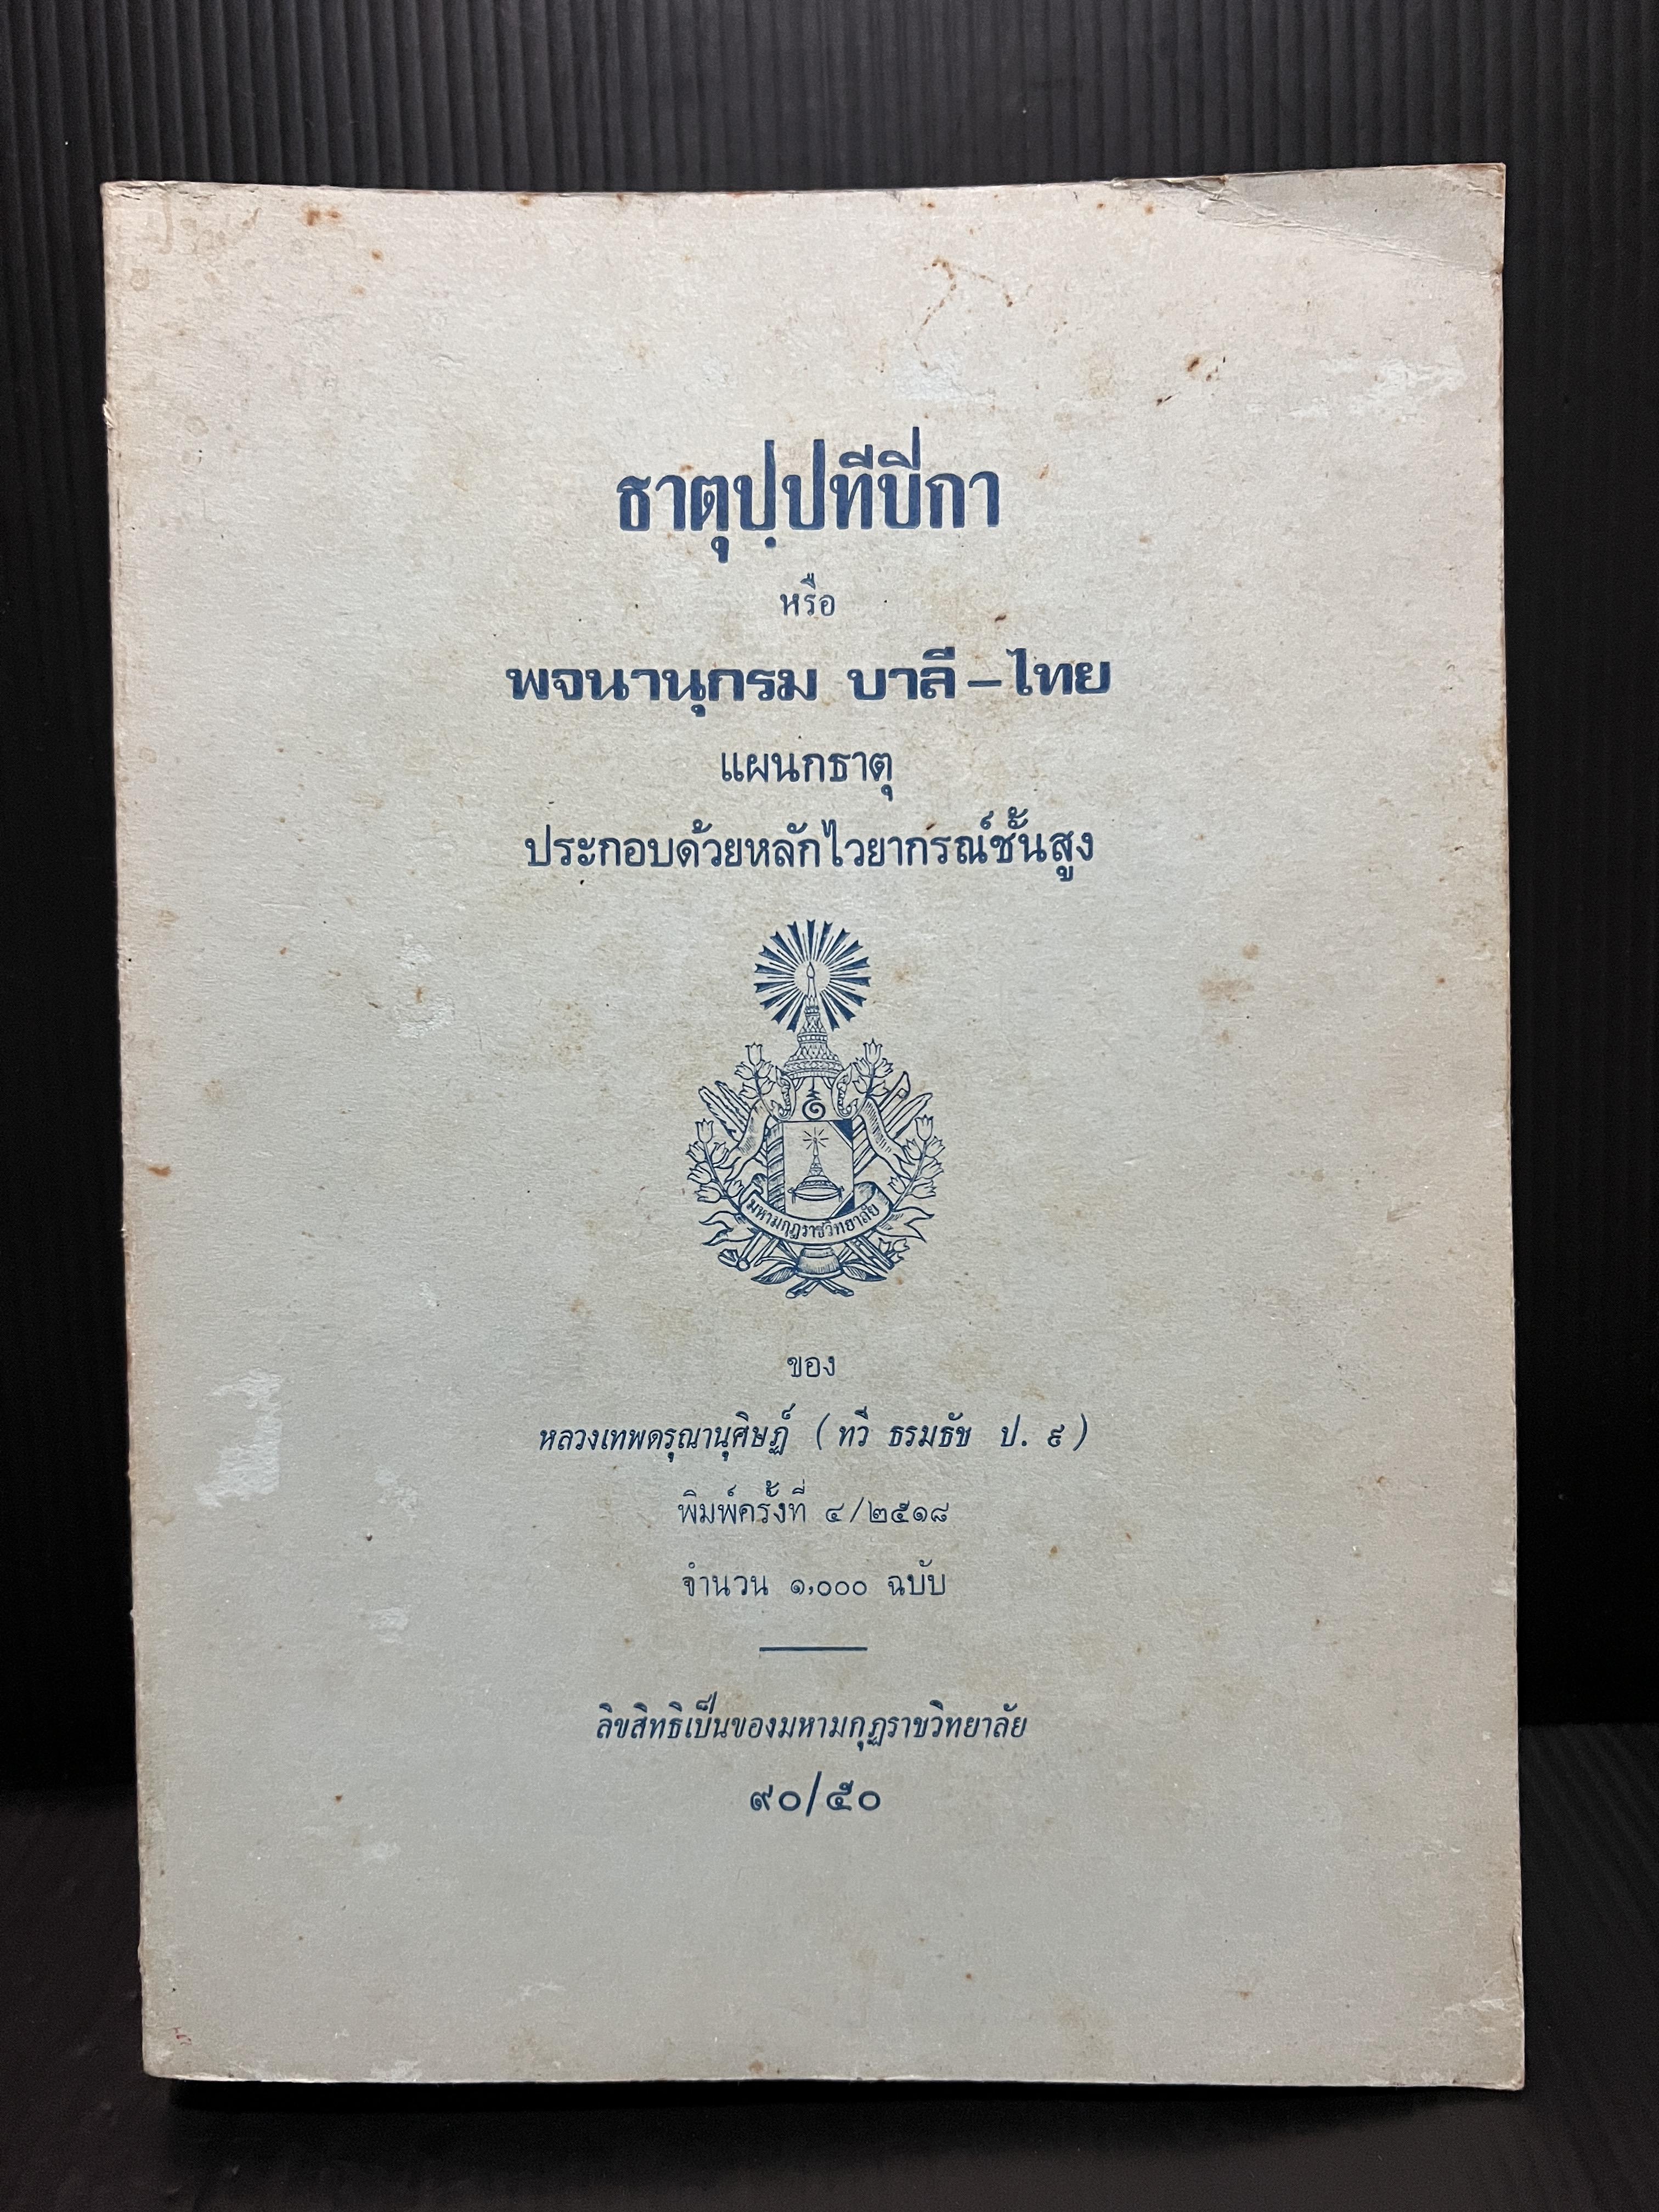 ธาตุปฺปทีปิกา
หรือ
พจนานุกรม บาลี-ไทย
แผนกธาตุ
ประกอบด้วยหลักไวยากรณ์ชั้นสูง
มหามกุฏราชวิทยาลัย
ของ
หลวงเทพดรุณานุศิษฏ์ (ทวี ธรมธัช ป. ๙)
พิมพ์ครั้งที่ ๔/๒๕๑๘
จำนวน ๑,๐๐๐ ฉบับ
ลิขสิทธิเป็นของมหามกุฏราชวิทยาลัย
๙๐/๕๐